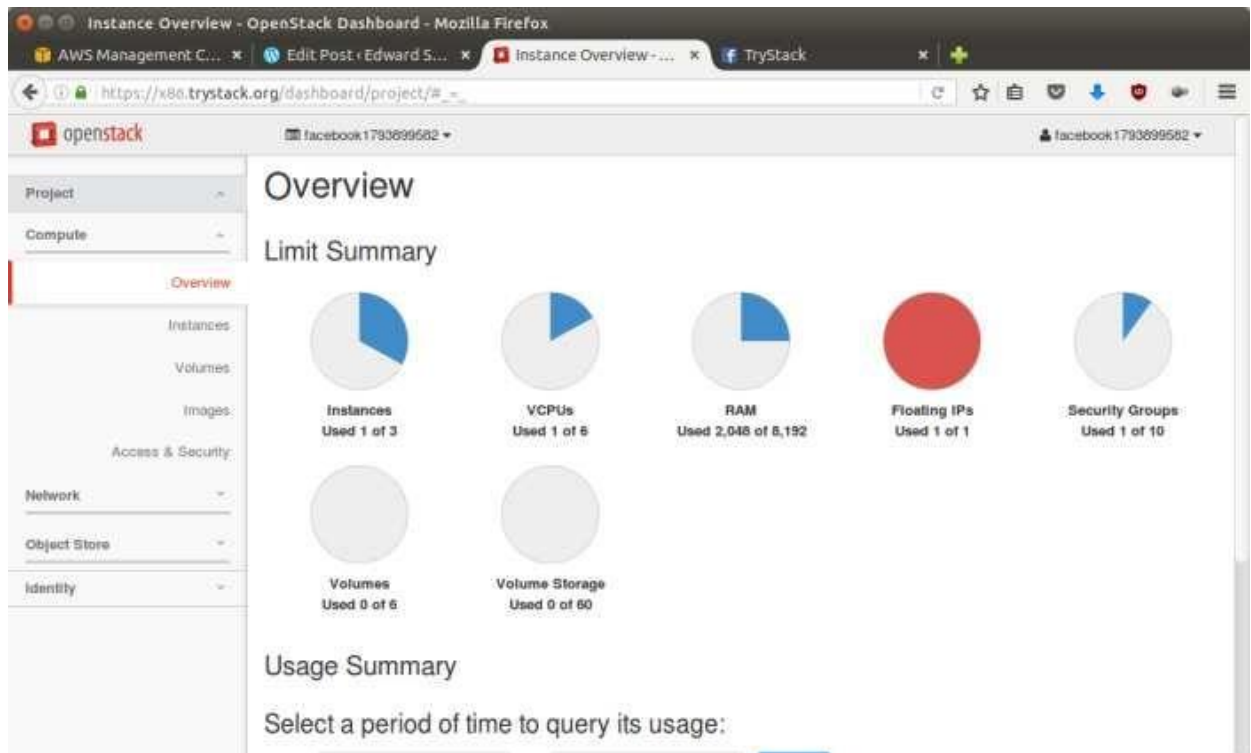 Instance Overview - OpenStack Dashboard - Mozilla Firefox
AWS Management C... Edit Post ‹ Edward S... Instance Overview - ... TryStack
https://x86.trystack.org/dashboard/project/#_=_
openstack facebook1793899582 facebook1793899582
Project
Compute
Overview
Instances
Volumes
Images
Access & Security
Network
Object Store
Identity
Overview
Limit Summary
Instances
Used 1 of 3
VCPUs
Used 1 of 6
RAM
Used 2,048 of 8,192
Floating IPs
Used 1 of 1
Security Groups
Used 1 of 10
Volumes
Used 0 of 6
Volume Storage
Used 0 of 60
Usage Summary
Select a period of time to query its usage: